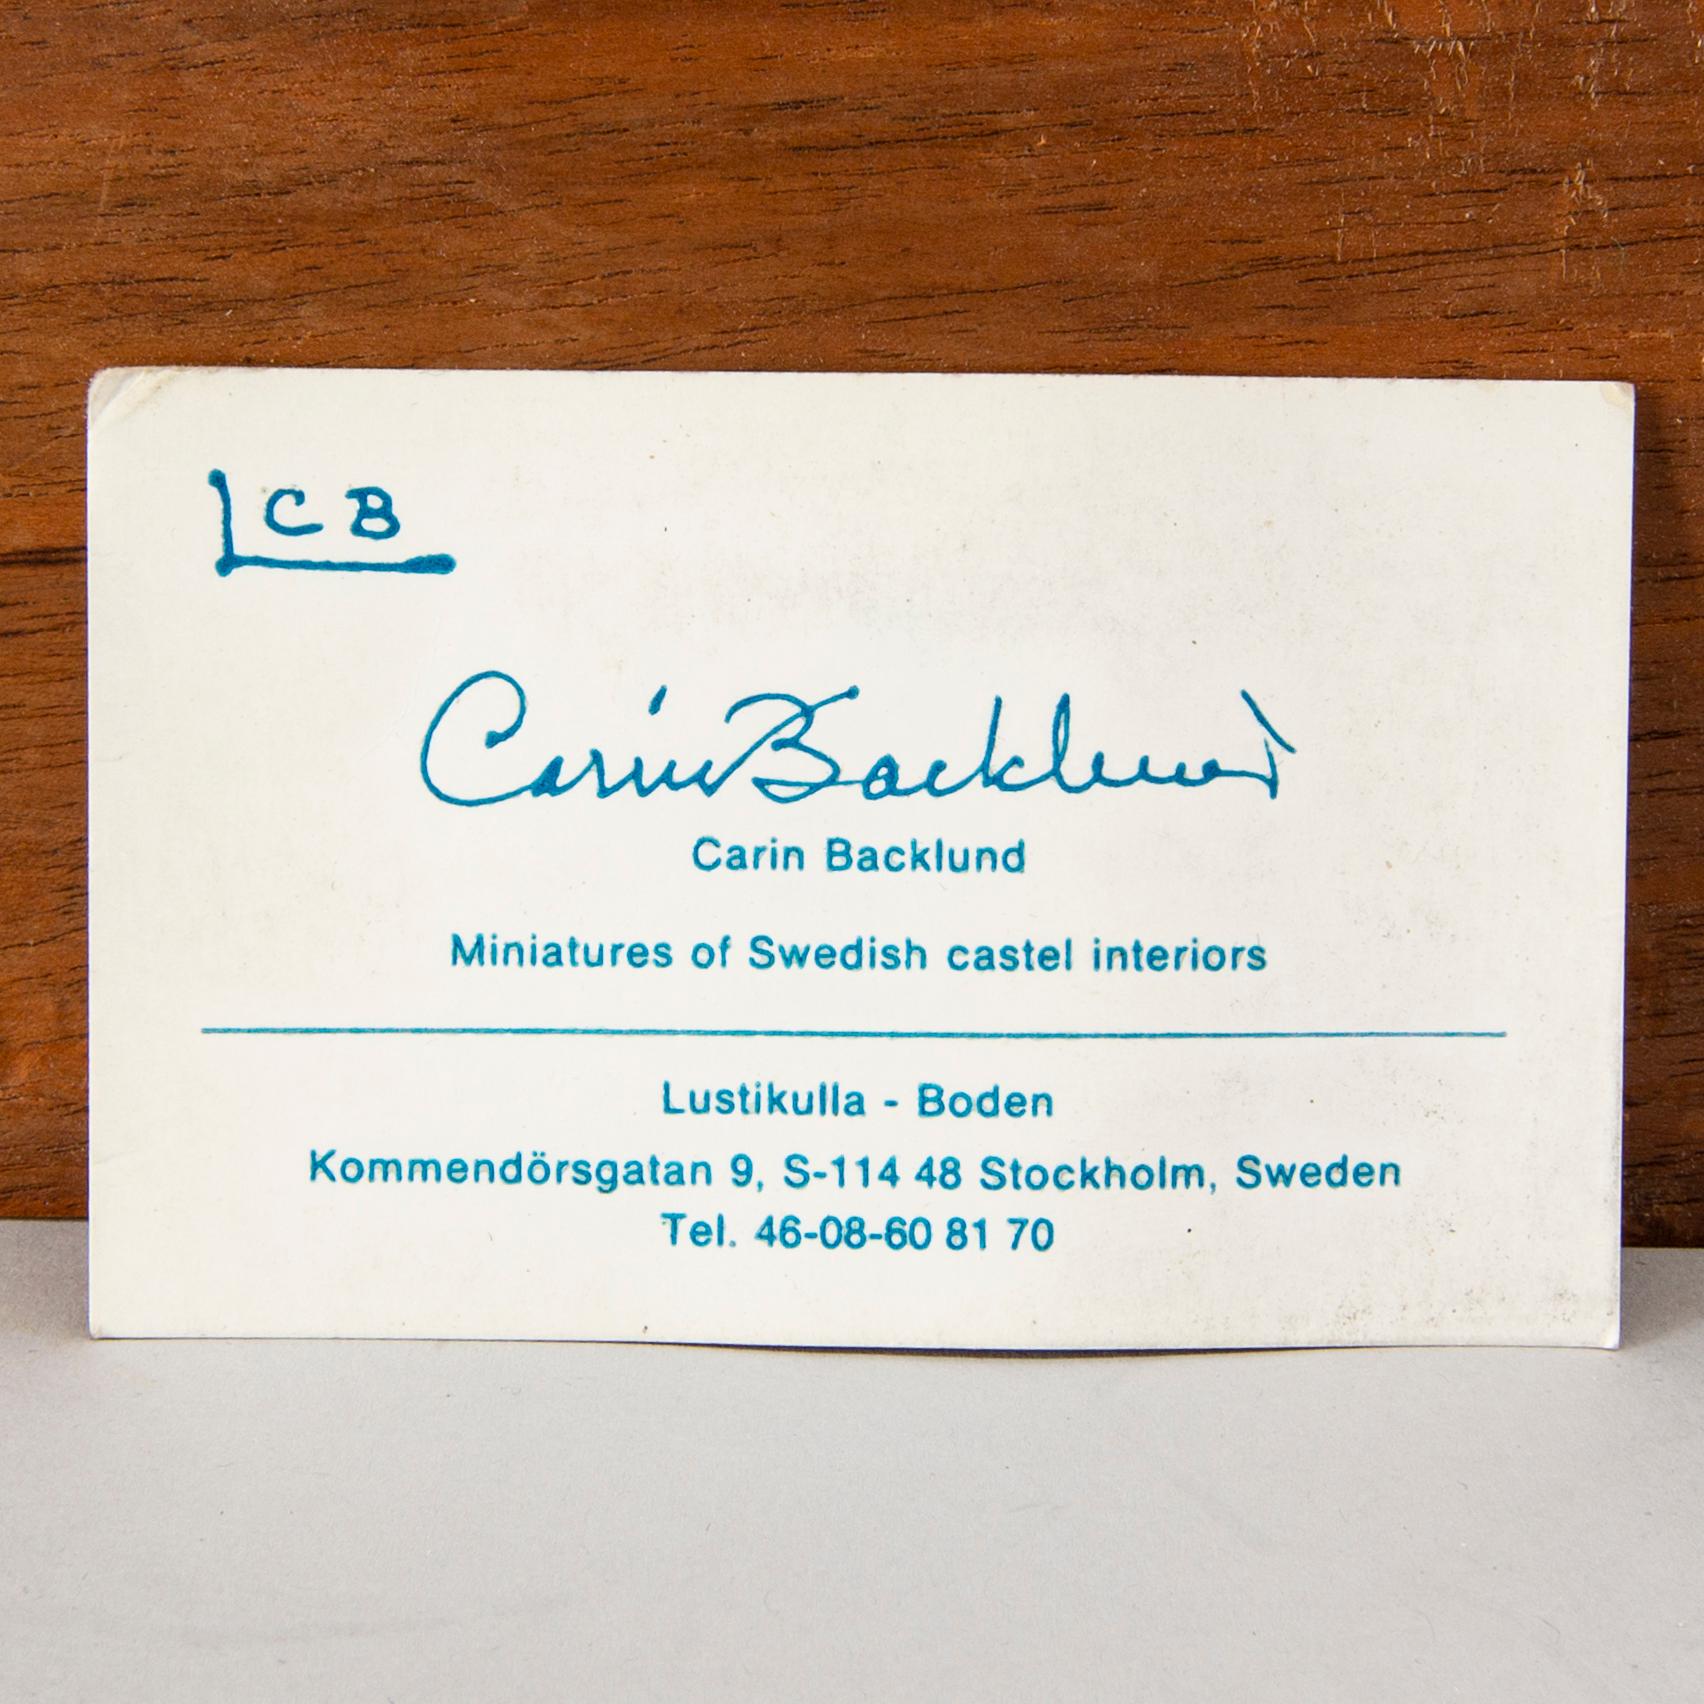 C B
Carin Backlund
Carin Backlund
Miniatures of Swedish castel interiors
Lustikulla - Boden
Kommendörsgatan 9, S-114 48 Stockholm, Sweden
Tel. 46-08-60 81 70